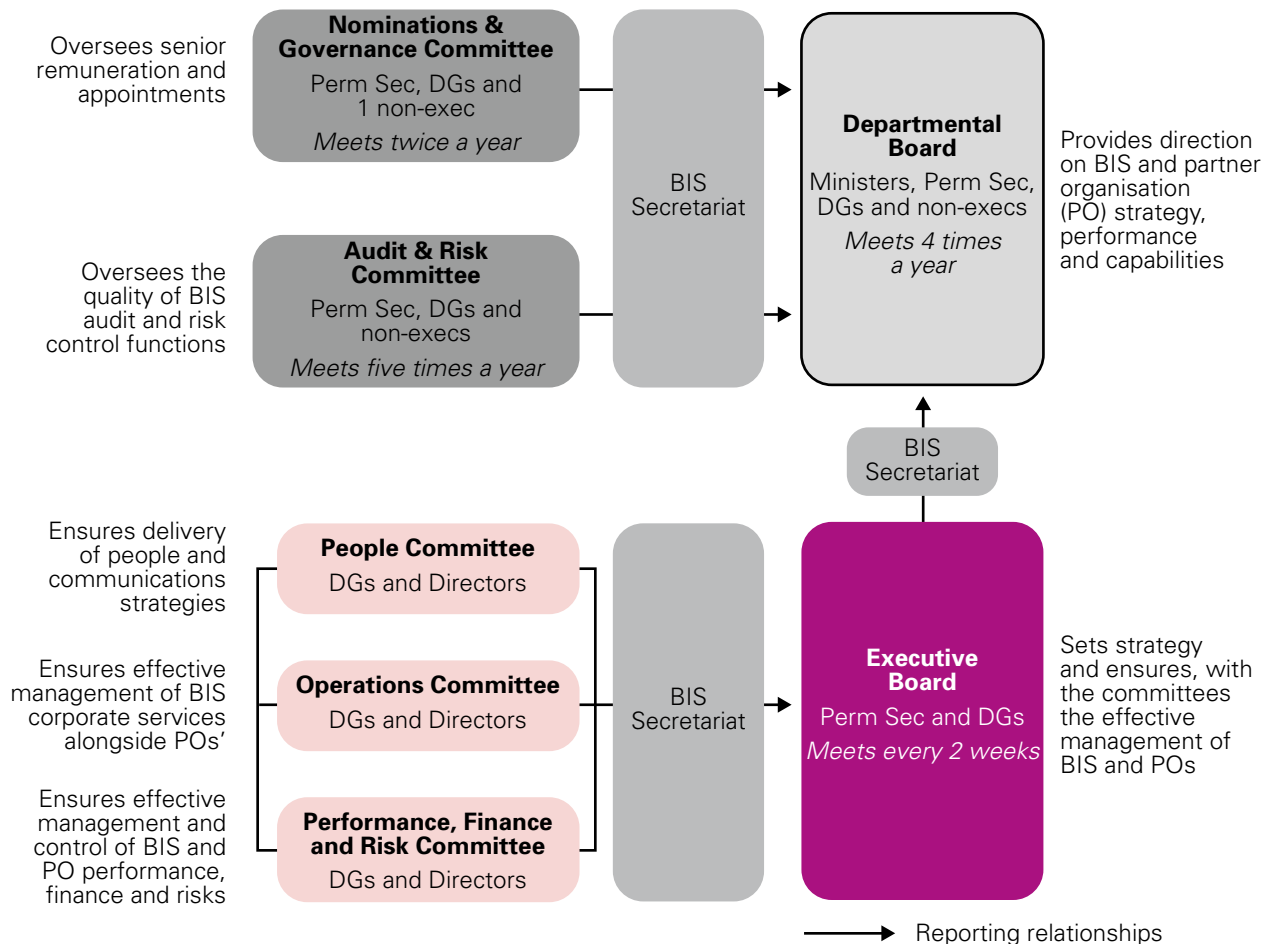 Oversees senior
remuneration and
appointments
Nominations &
Governance Committee
Perm Sec, DGs and
1 non-exec
Meets twice a year
Oversees the
quality of BIS
audit and risk
control functions
Audit & Risk
Committee
Perm Sec, DGs and
non-execs
Meets five times a year
BIS
Secretariat
Departmental
Board
Ministers, Perm Sec,
DGs and non-execs
Meets 4 times
a year
Provides direction
on BIS and partner
organisation
(PO) strategy,
performance
and capabilities
BIS
Secretariat
Ensures delivery
of people and
communications
strategies
People Committee
DGs and Directors
Ensures effective
management of BIS
corporate services
alongside POs’
Operations Committee
DGs and Directors
Ensures effective
management and
control of BIS and
PO performance,
finance and risks
Performance, Finance
and Risk Committee
DGs and Directors
BIS
Secretariat
Executive
Board
Perm Sec and DGs
Meets every 2 weeks
Sets strategy
and ensures, with
the committees
the effective
management of
BIS and POs
Reporting relationships